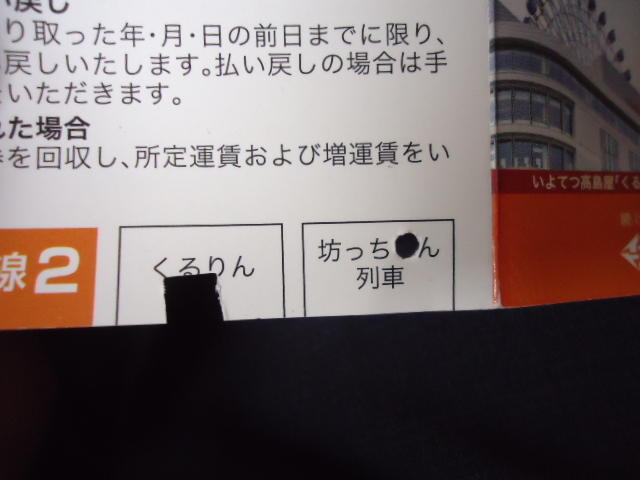 い戻し
り取った年・月・日の前日までに限り、
戻しいたします。払い戻しの場合は手
いただきます。
れた場合
を回収し、所定運賃および増運賃をい
いよてつ髙島屋「くる
線2
くるりん
坊っち●ん
列車